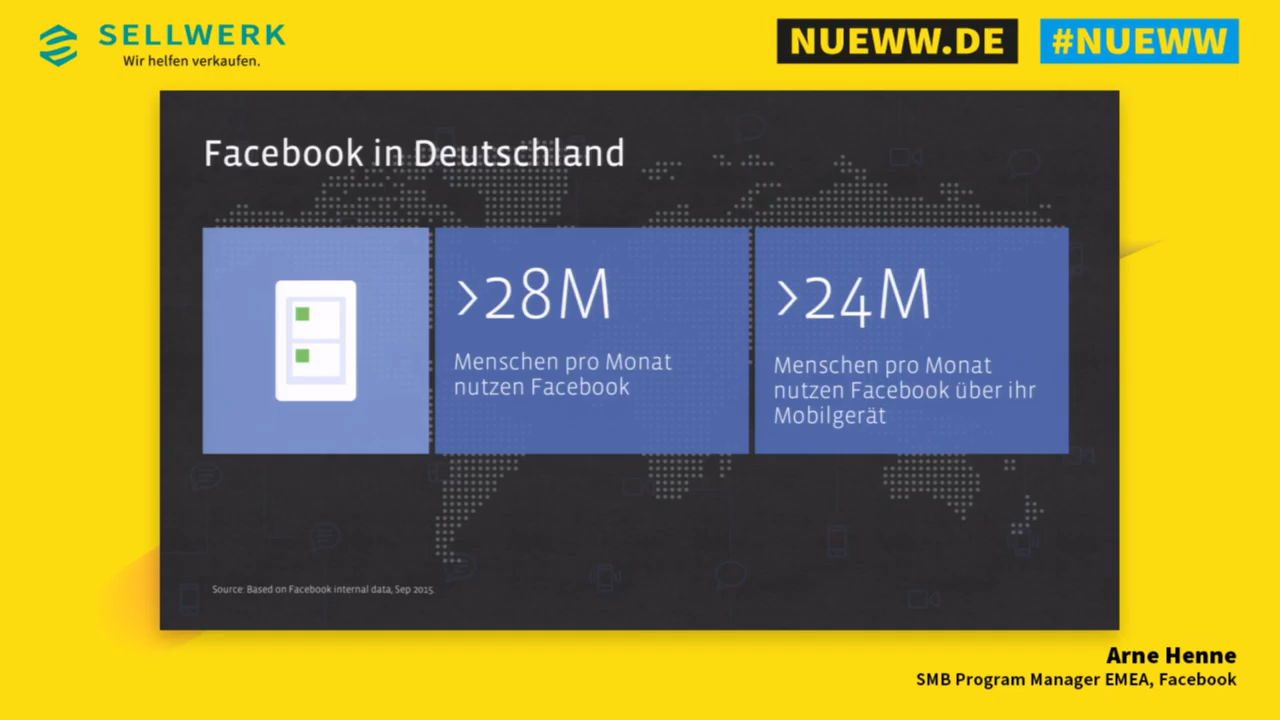 SELLWERK
Wir helfen verkaufen.
NUEWW.DE
#NUEWW
Facebook in Deutschland
>28M
Menschen pro Monat
nutzen Facebook
>24M
Menschen pro Monat
nutzen Facebook über ihr
Mobilgerät
Source: Based on Facebook internal data, Sep 2015.
Arne Henne
SMB Program Manager EMEA, Facebook